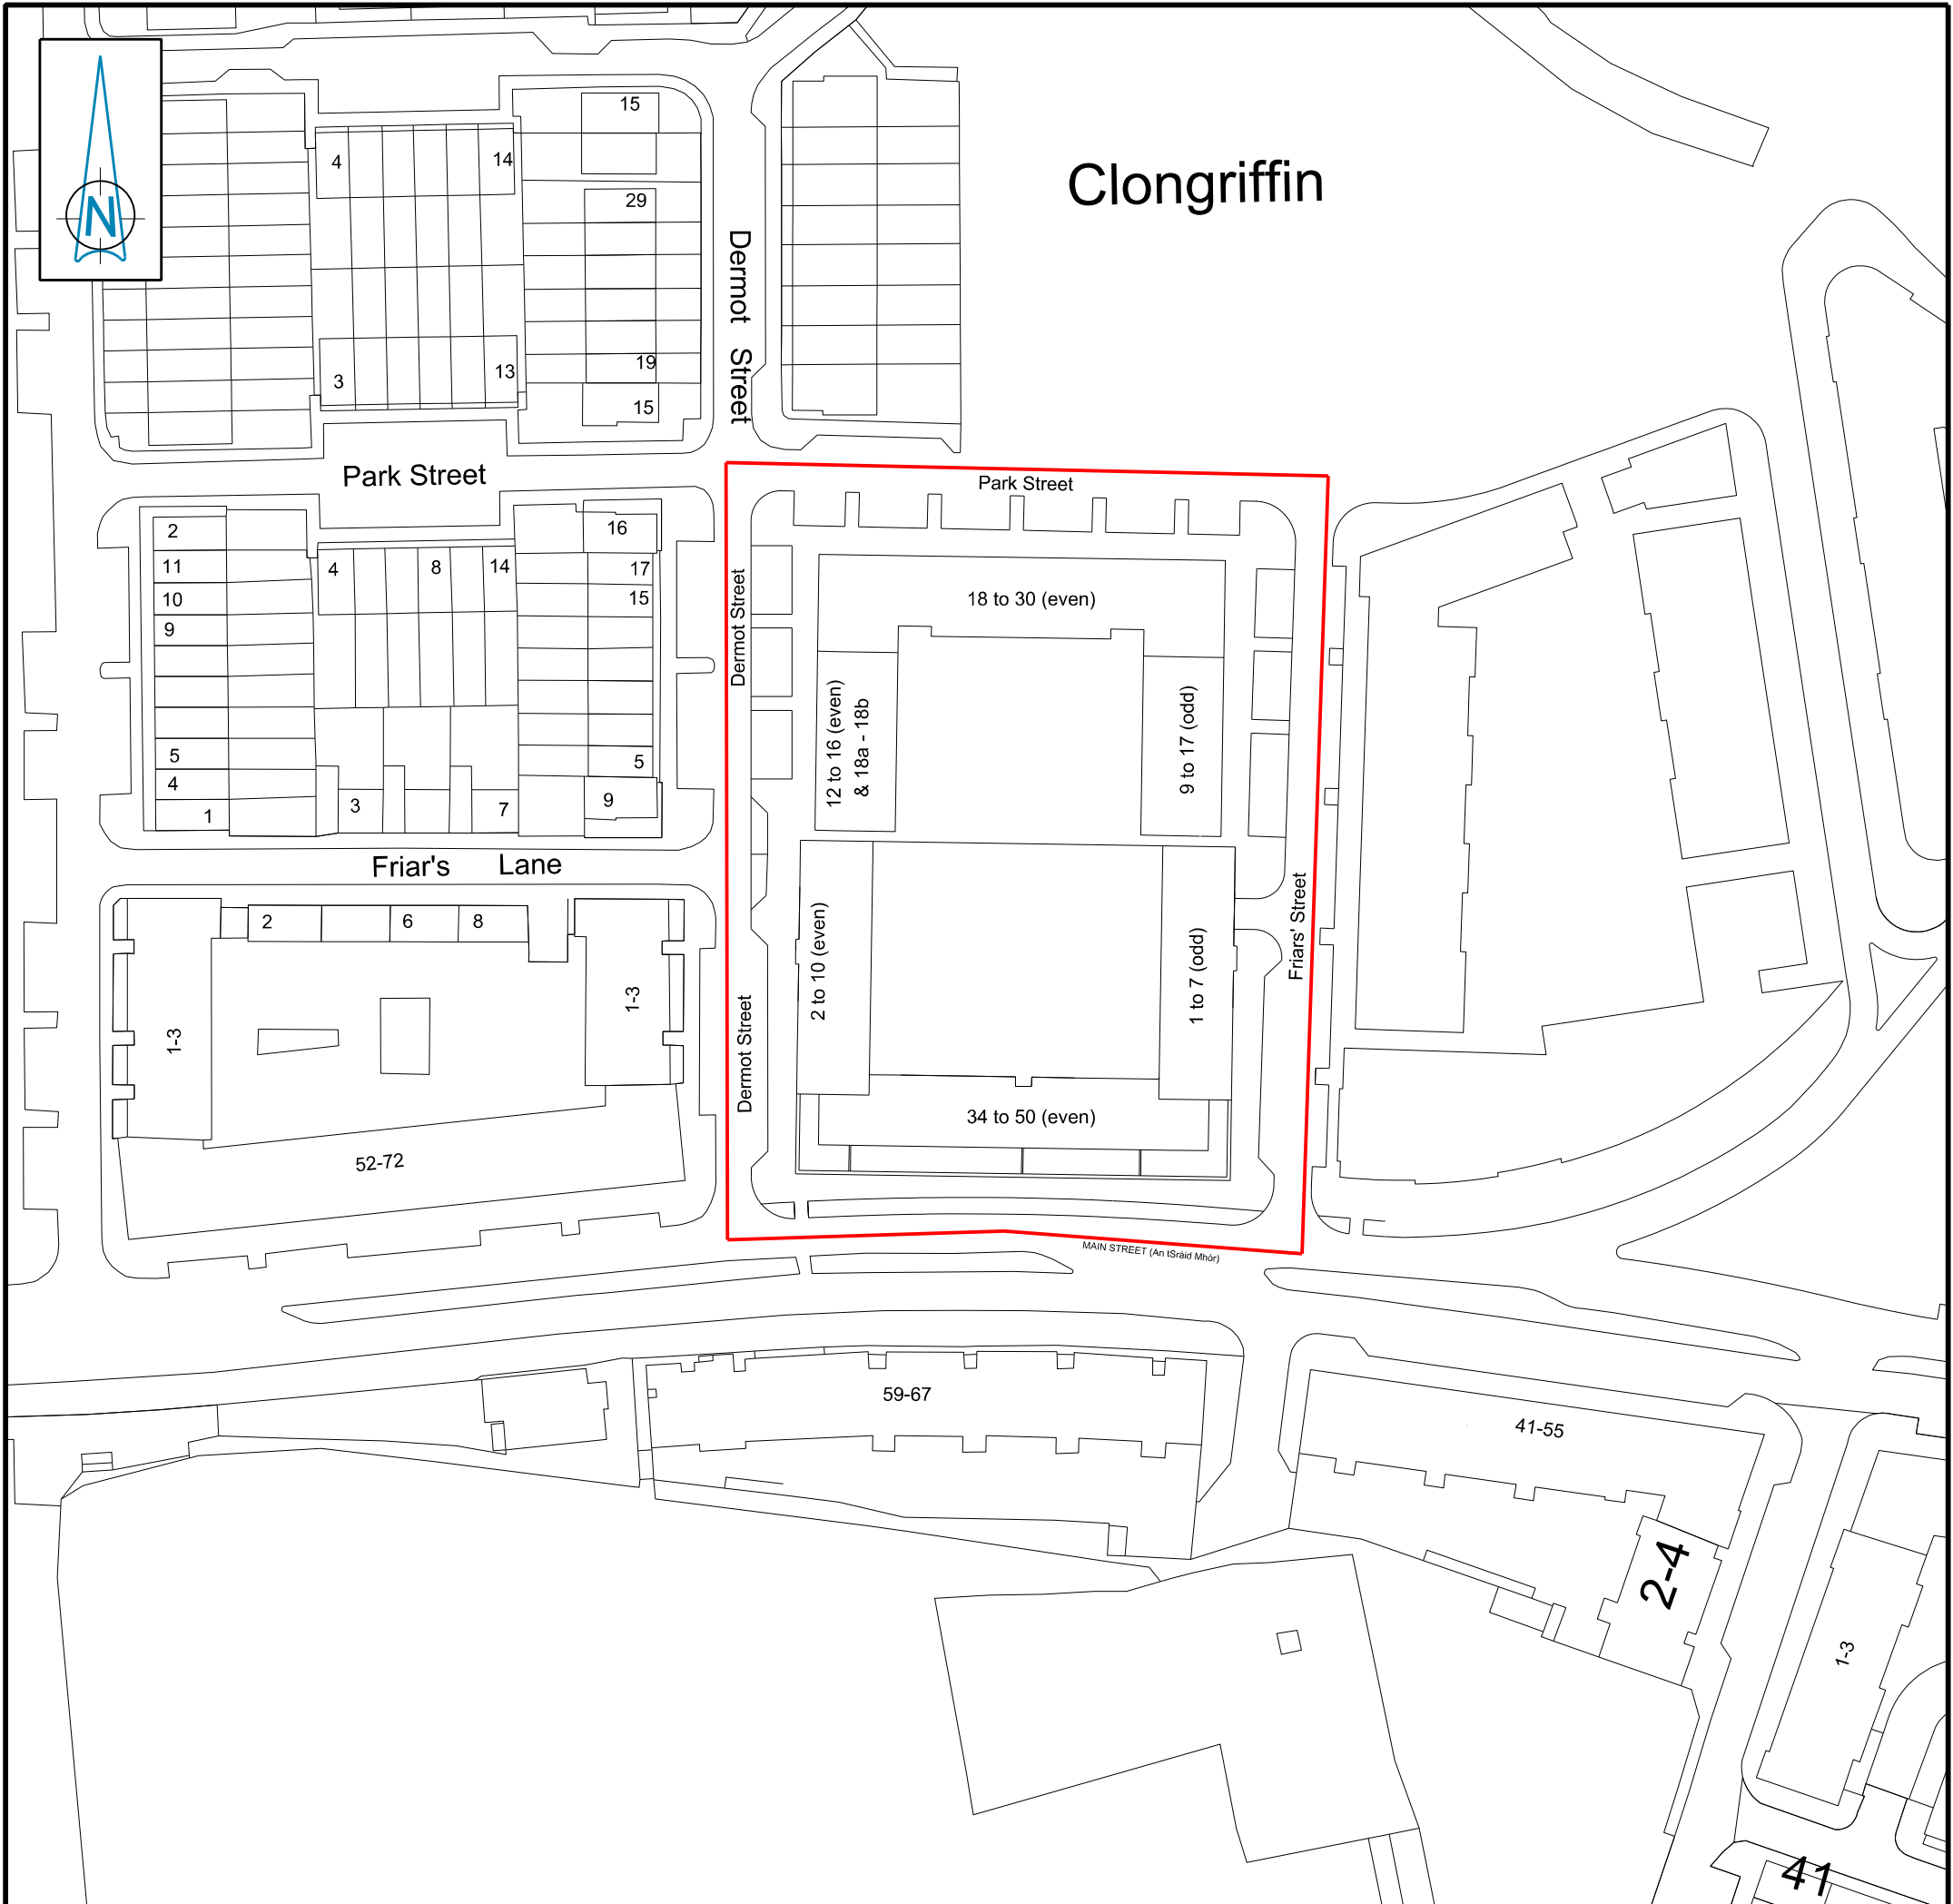 N
Clongriffin
15
4
14
29
Dermot Street
3
13
19
15
Park Street
Park Street
2
11
10
9
5
4
1
4
8
14
16
17
15
5
9
3
7
Dermot Street
18 to 30 (even)
12 to 16 (even)
& 18a - 18b
9 to 17 (odd)
Friar's Lane
2
6
8
1-3
1-3
52-72
Dermot Street
2 to 10 (even)
1 to 7 (odd)
Friars' Street
34 to 50 (even)
MAIN STREET (An tSráid Mhór)
59-67
41-55
2-4
1-3
41